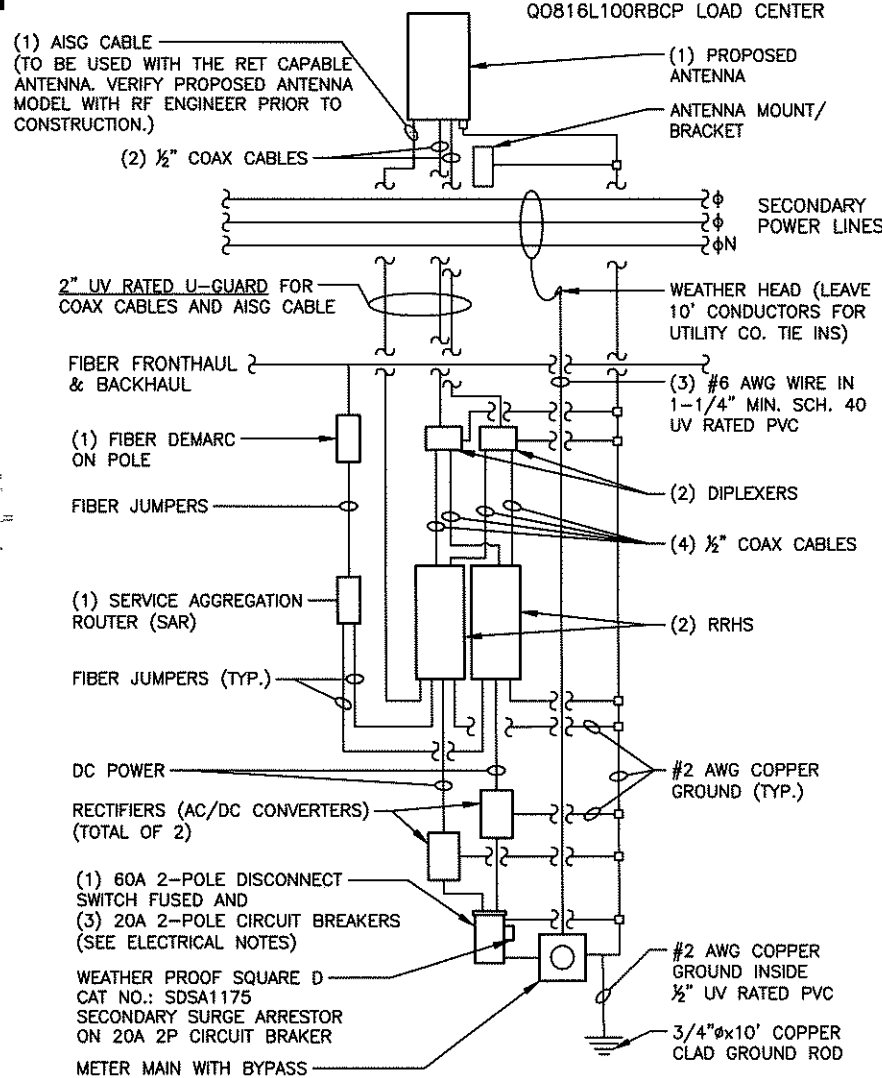 QO816L100RBCP LOAD CENTER
(1) AISG CABLE
(TO BE USED WITH THE RET CAPABLE
ANTENNA. VERIFY PROPOSED ANTENNA
MODEL WITH RF ENGINEER PRIOR TO
CONSTRUCTION.)
(1) PROPOSED
ANTENNA
ANTENNA MOUNT/
BRACKET
(2) ½" COAX CABLES
ϕ
ϕ
ϕN
SECONDARY
POWER LINES
2" UV RATED U-GUARD FOR
COAX CABLES AND AISG CABLE
WEATHER HEAD (LEAVE
10' CONDUCTORS FOR
UTILITY CO. TIE INS)
FIBER FRONTHAUL
& BACKHAUL
(3) #6 AWG WIRE IN
1-1/4" MIN. SCH. 40
UV RATED PVC
(1) FIBER DEMARC
ON POLE
(2) DIPLEXERS
FIBER JUMPERS
(4) ½" COAX CABLES
(1) SERVICE AGGREGATION
ROUTER (SAR)
(2) RRHS
FIBER JUMPERS (TYP.)
DC POWER
#2 AWG COPPER
GROUND (TYP.)
RECTIFIERS (AC/DC CONVERTERS)
(TOTAL OF 2)
(1) 60A 2-POLE DISCONNECT
SWITCH FUSED AND
(3) 20A 2-POLE CIRCUIT BREAKERS
(SEE ELECTRICAL NOTES)
#2 AWG COPPER
GROUND INSIDE
½" UV RATED PVC
WEATHER PROOF SQUARE D
CAT NO.: SDSA1175
SECONDARY SURGE ARRESTOR
ON 20A 2P CIRCUIT BRAKER
3/4"ϕx10' COPPER
CLAD GROUND ROD
METER MAIN WITH BYPASS